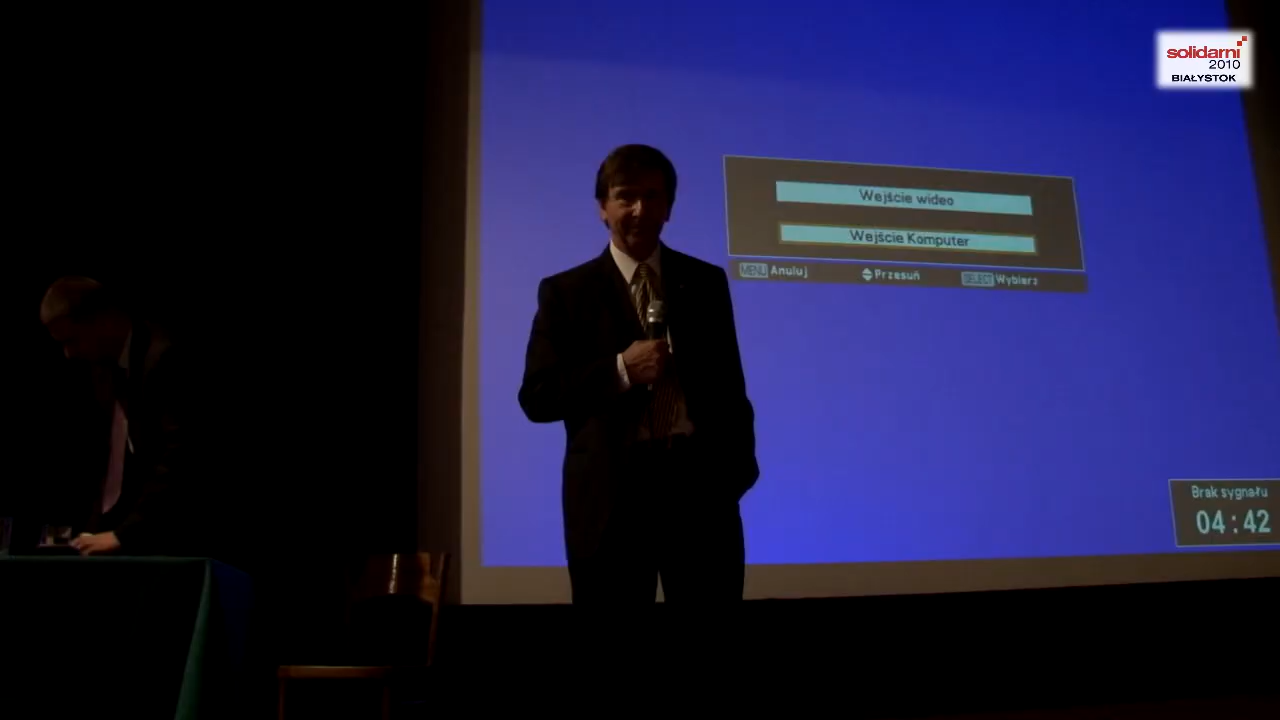 solidarni
2010
BIAŁYSTOK
Wejście wideo
Wejście Komputer
MENU Anuluj Przesuń SELECT Wybierz
Brak sygnału
04:42